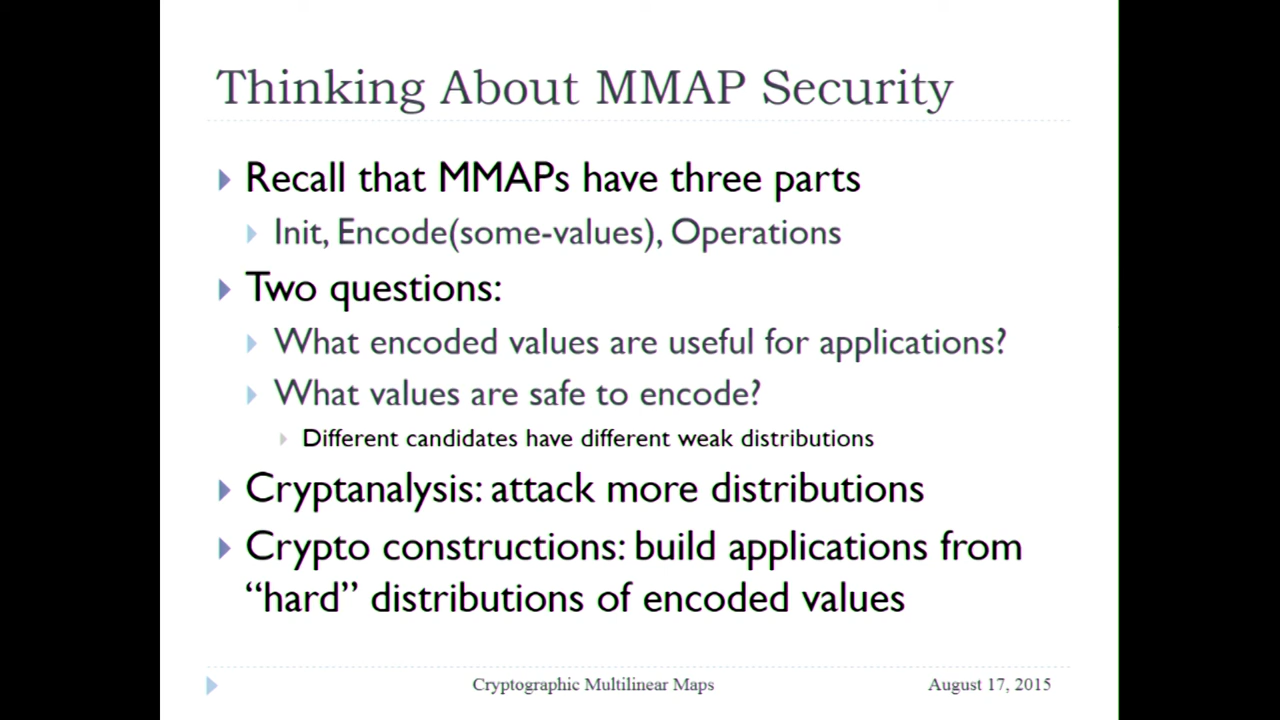 Thinking About MMAP Security
Recall that MMAPs have three parts
Init, Encode(some-values), Operations
Two questions:
What encoded values are useful for applications?
What values are safe to encode?
Different candidates have different weak distributions
Cryptanalysis: attack more distributions
Crypto constructions: build applications from
“hard” distributions of encoded values
Cryptographic Multilinear Maps
August 17, 2015